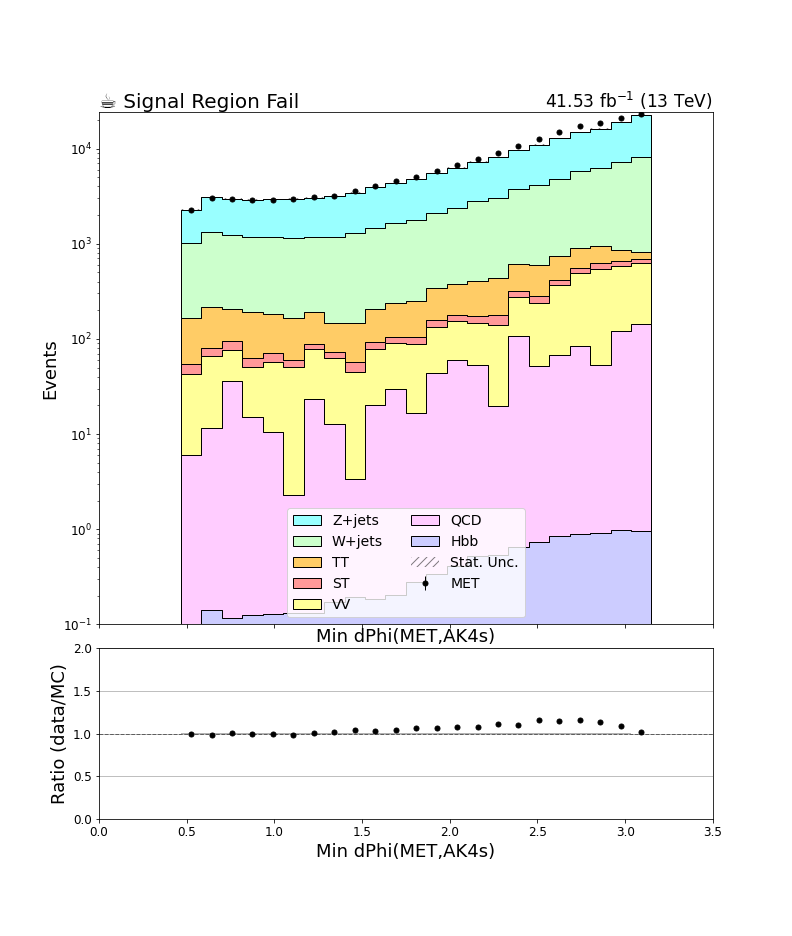 ☕ Signal Region Fail
41.53 fb⁻¹ (13 TeV)
Events
10⁴
10³
10²
10¹
10⁰
10⁻¹
Z+jets
W+jets
TT
ST
VV
QCD
Hbb
Stat. Unc.
MET
Min dPhi(MET,AK4s)
Ratio (data/MC)
2.0
1.5
1.0
0.5
0.0
0.0 0.5 1.0 1.5 2.0 2.5 3.0 3.5
Min dPhi(MET,AK4s)